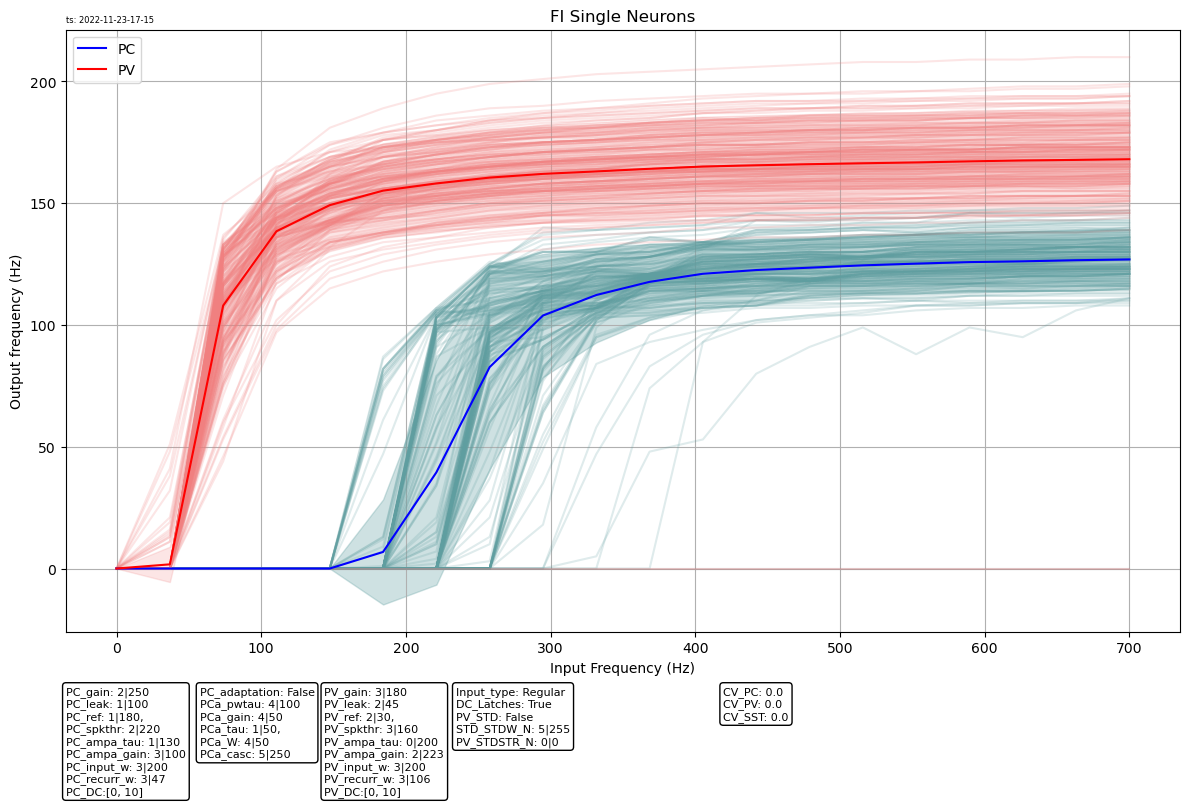 ts: 2022-11-23-17-15
FI Single Neurons
PC
PV
Output frequency (Hz)
200
150
100
50
0
0 100 200 300 400 500 600 700
Input Frequency (Hz)
PC_gain: 2|250
PC_leak: 1|100
PC_ref: 1|180,
PC_spkthr: 2|220
PC_ampa_tau: 1|130
PC_ampa_gain: 3|100
PC_input_w: 3|200
PC_recurr_w: 3|47
PC_DC:[0, 10]
PC_adaptation: False
PCa_pwtau: 4|100
PCa_gain: 4|50
PCa_tau: 1|50,
PCa_W: 4|50
PCa_casc: 5|250
PV_gain: 3|180
PV_leak: 2|45
PV_ref: 2|30,
PV_spkthr: 3|160
PV_ampa_tau: 0|200
PV_ampa_gain: 2|223
PV_input_w: 3|200
PV_recurr_w: 3|106
PV_DC:[0, 10]
Input_type: Regular
DC_Latches: True
PV_STD: False
STD_STDW_N: 5|255
PV_STDSTR_N: 0|0
CV_PC: 0.0
CV_PV: 0.0
CV_SST: 0.0